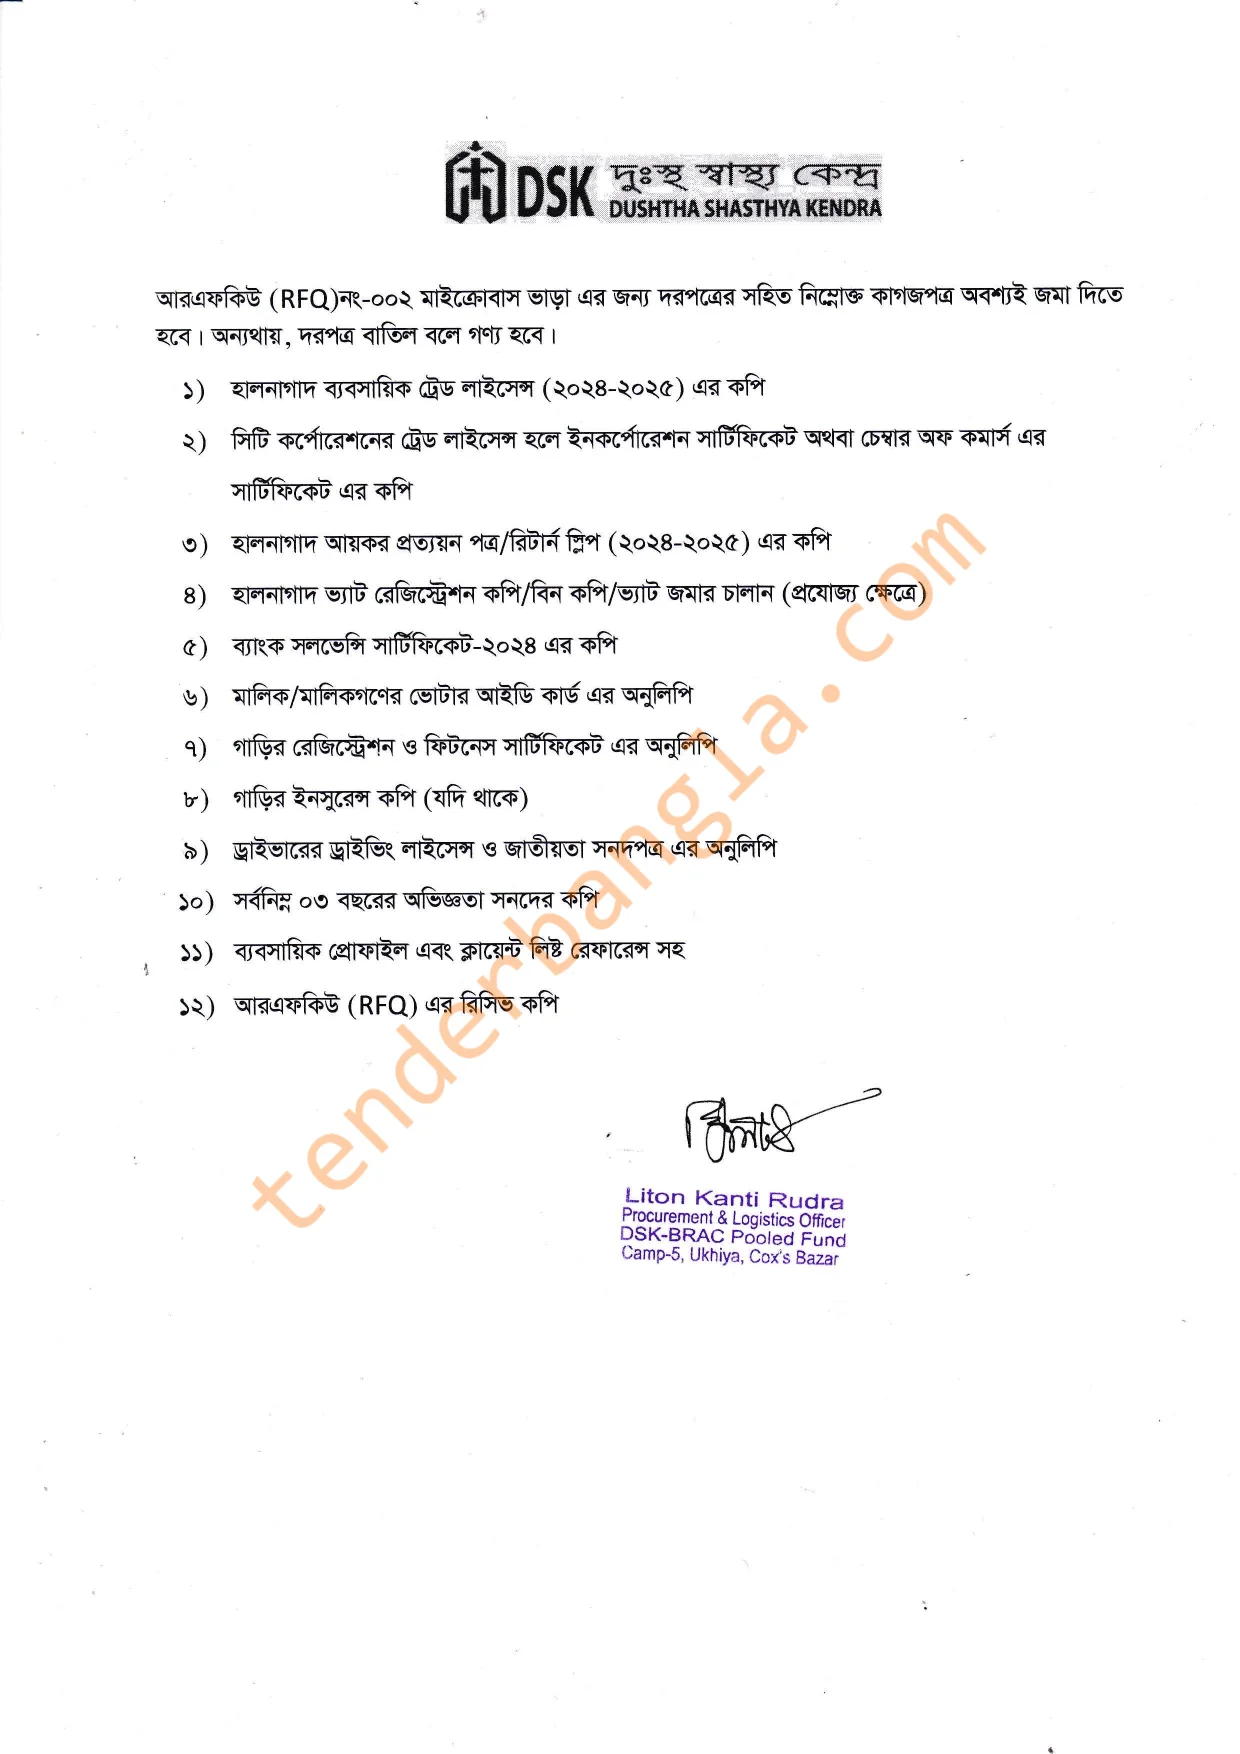 DSK দুঃস্থ স্বাস্থ্য কেন্দ্র
DUSHTHA SHASTHYA KENDRA
আরএফকিউ (RFQ)নং-০০২ মাইক্রোবাস ভাড়া এর জন্য দরপত্রের সহিত নিম্নোক্ত কাগজপত্র অবশ্যই জমা দিতে
হবে। অন্যথায়, দরপত্র বাতিল বলে গণ্য হবে।
১) হালনাগাদ ব্যবসায়িক ট্রেড লাইসেন্স (২০২৪-২০২৫) এর কপি
২) সিটি কর্পোরেশনের ট্রেড লাইসেন্স হলে ইনকর্পোরেশন সার্টিফিকেট অথবা চেম্বার অফ কমার্স এর
সার্টিফিকেট এর কপি
৩) হালনাগাদ আয়কর প্রত্যয়ন পত্র/রিটার্ন স্লিপ (২০২৪-২০২৫) এর কপি
৪) হালনাগাদ ভ্যাট রেজিস্ট্রেশন কপি/বিন কপি/ভ্যাট জমার চালান (প্রযোজ্য ক্ষেত্রে)
৫) ব্যাংক সলভেন্সি সার্টিফিকেট-২০২৪ এর কপি
৬) মালিক/মালিকগণের ভোটার আইডি কার্ড এর অনুলিপি
৭) গাড়ির রেজিস্ট্রেশন ও ফিটনেস সার্টিফিকেট এর অনুলিপি
৮) গাড়ির ইনসুরেন্স কপি (যদি থাকে)
৯) ড্রাইভারের ড্রাইভিং লাইসেন্স ও জাতীয়তা সনদপত্র এর অনুলিপি
১০) সর্বনিম্ন ০৩ বছরের অভিজ্ঞতা সনদের কপি
১১) ব্যবসায়িক প্রোফাইল এবং ক্লায়েন্ট লিষ্ট রেফারেন্স সহ
১২) আরএফকিউ (RFQ) এর রিসিভ কপি
tenderbangla.com
Liton Kanti Rudra
Procurement & Logistics Officer
DSK-BRAC Pooled Fund
Camp-5, Ukhiya, Cox's Bazar